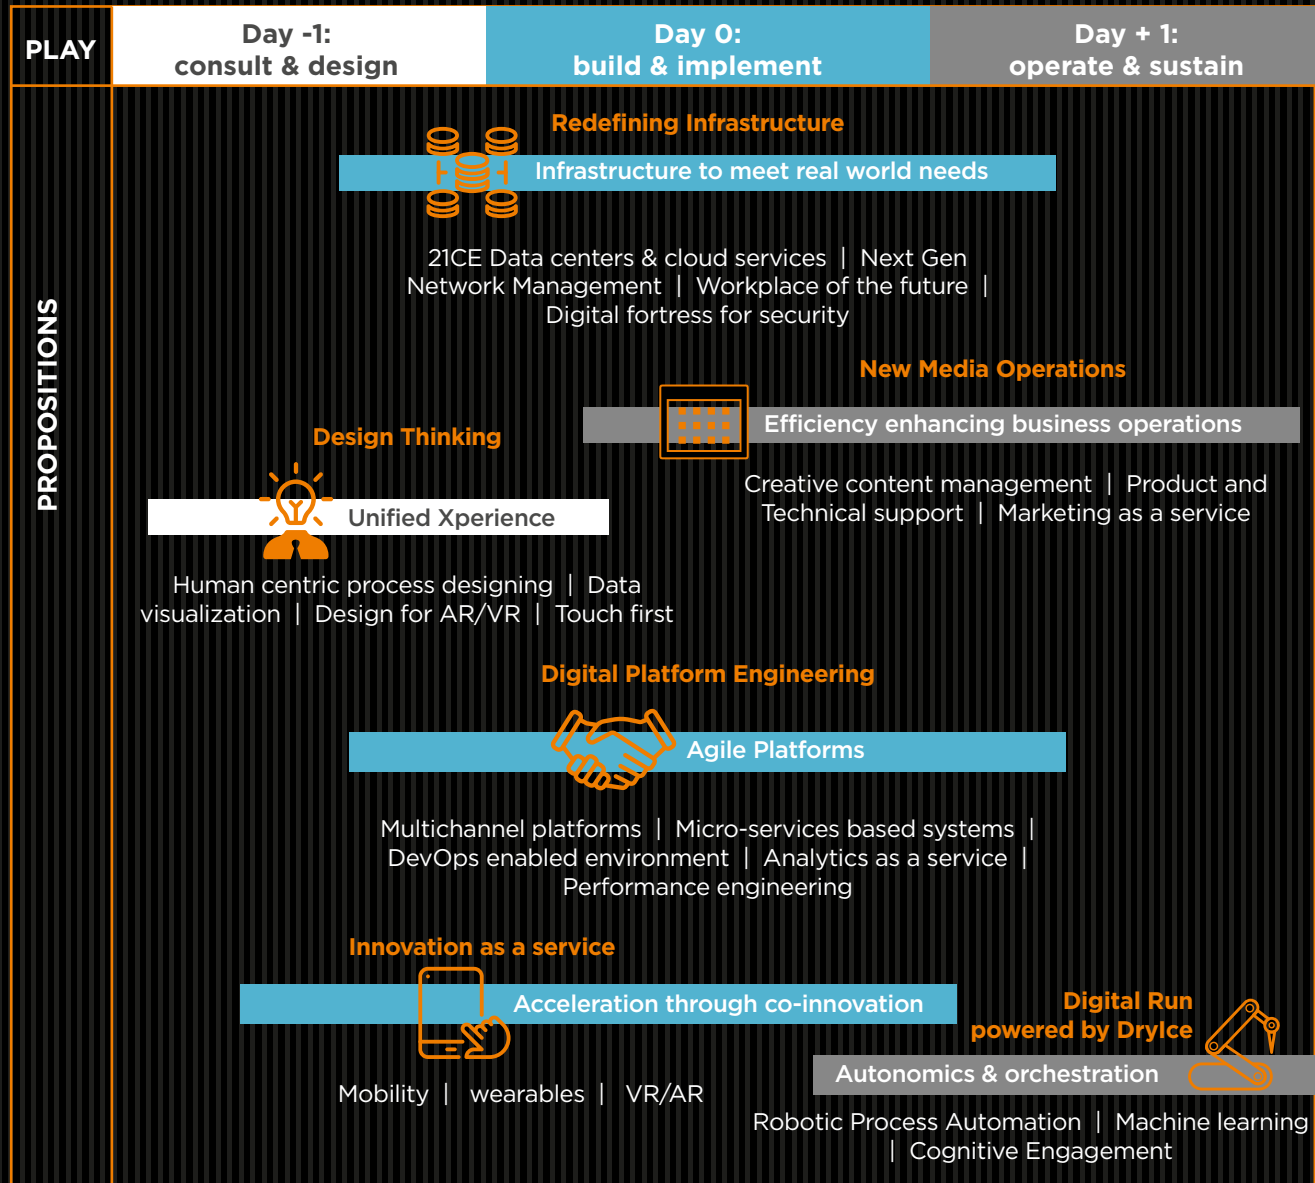 PLAY
Day -1:
consult & design
Day 0:
build & implement
Day + 1:
operate & sustain
PROPOSITIONS
Redefining Infrastructure
Infrastructure to meet real world needs
21CE Data centers & cloud services | Next Gen
Network Management | Workplace of the future |
Digital fortress for security
New Media Operations
Efficiency enhancing business operations
Creative content management | Product and
Technical support | Marketing as a service
Design Thinking
Unified Xperience
Human centric process designing | Data
visualization | Design for AR/VR | Touch first
Digital Platform Engineering
Agile Platforms
Multichannel platforms | Micro-services based systems |
DevOps enabled environment | Analytics as a service |
Performance engineering
Innovation as a service
Acceleration through co-innovation
Mobility | wearables | VR/AR
Digital Run
powered by DryIce
Autonomics & orchestration
Robotic Process Automation | Machine learning
| Cognitive Engagement